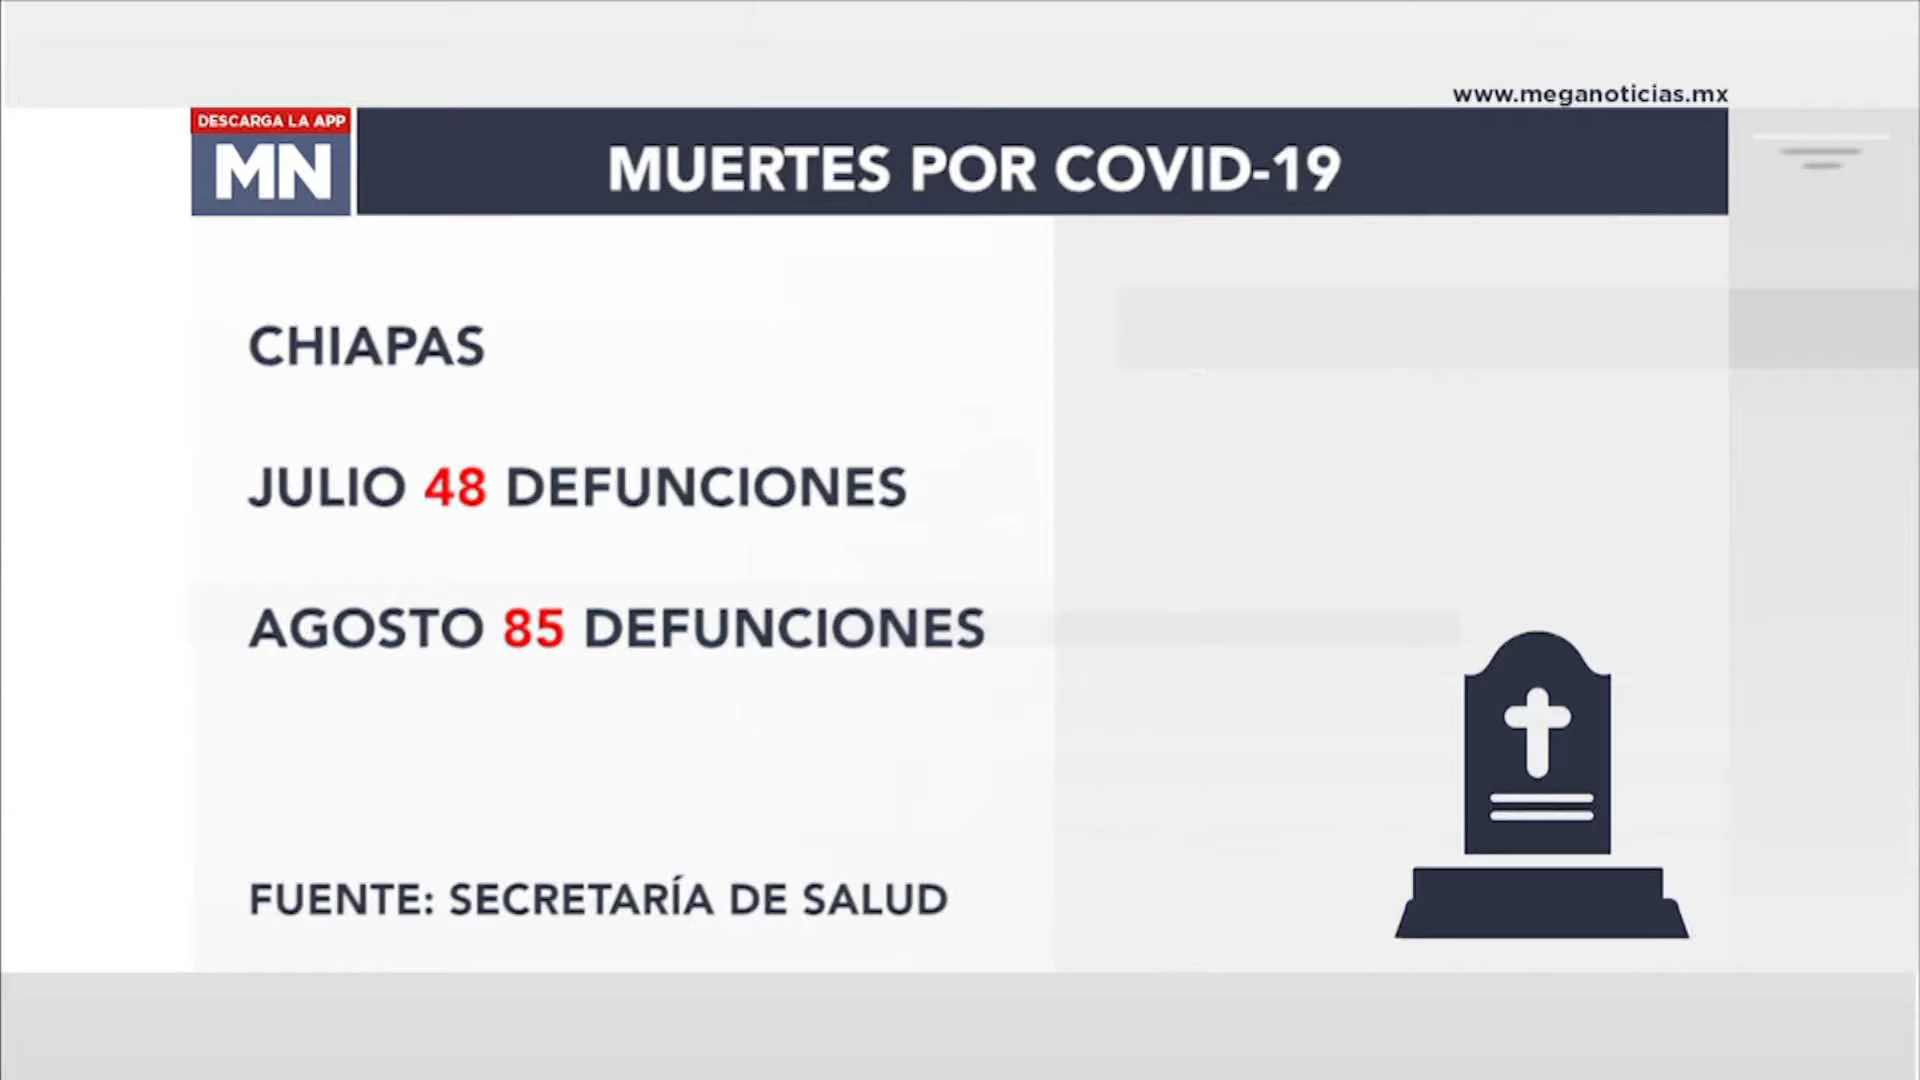 www.meganoticias.mx
DESCARGA LA APP
MN
MUERTES POR COVID-19
CHIAPAS
JULIO 48 DEFUNCIONES
AGOSTO 85 DEFUNCIONES
FUENTE: SECRETARÍA DE SALUD